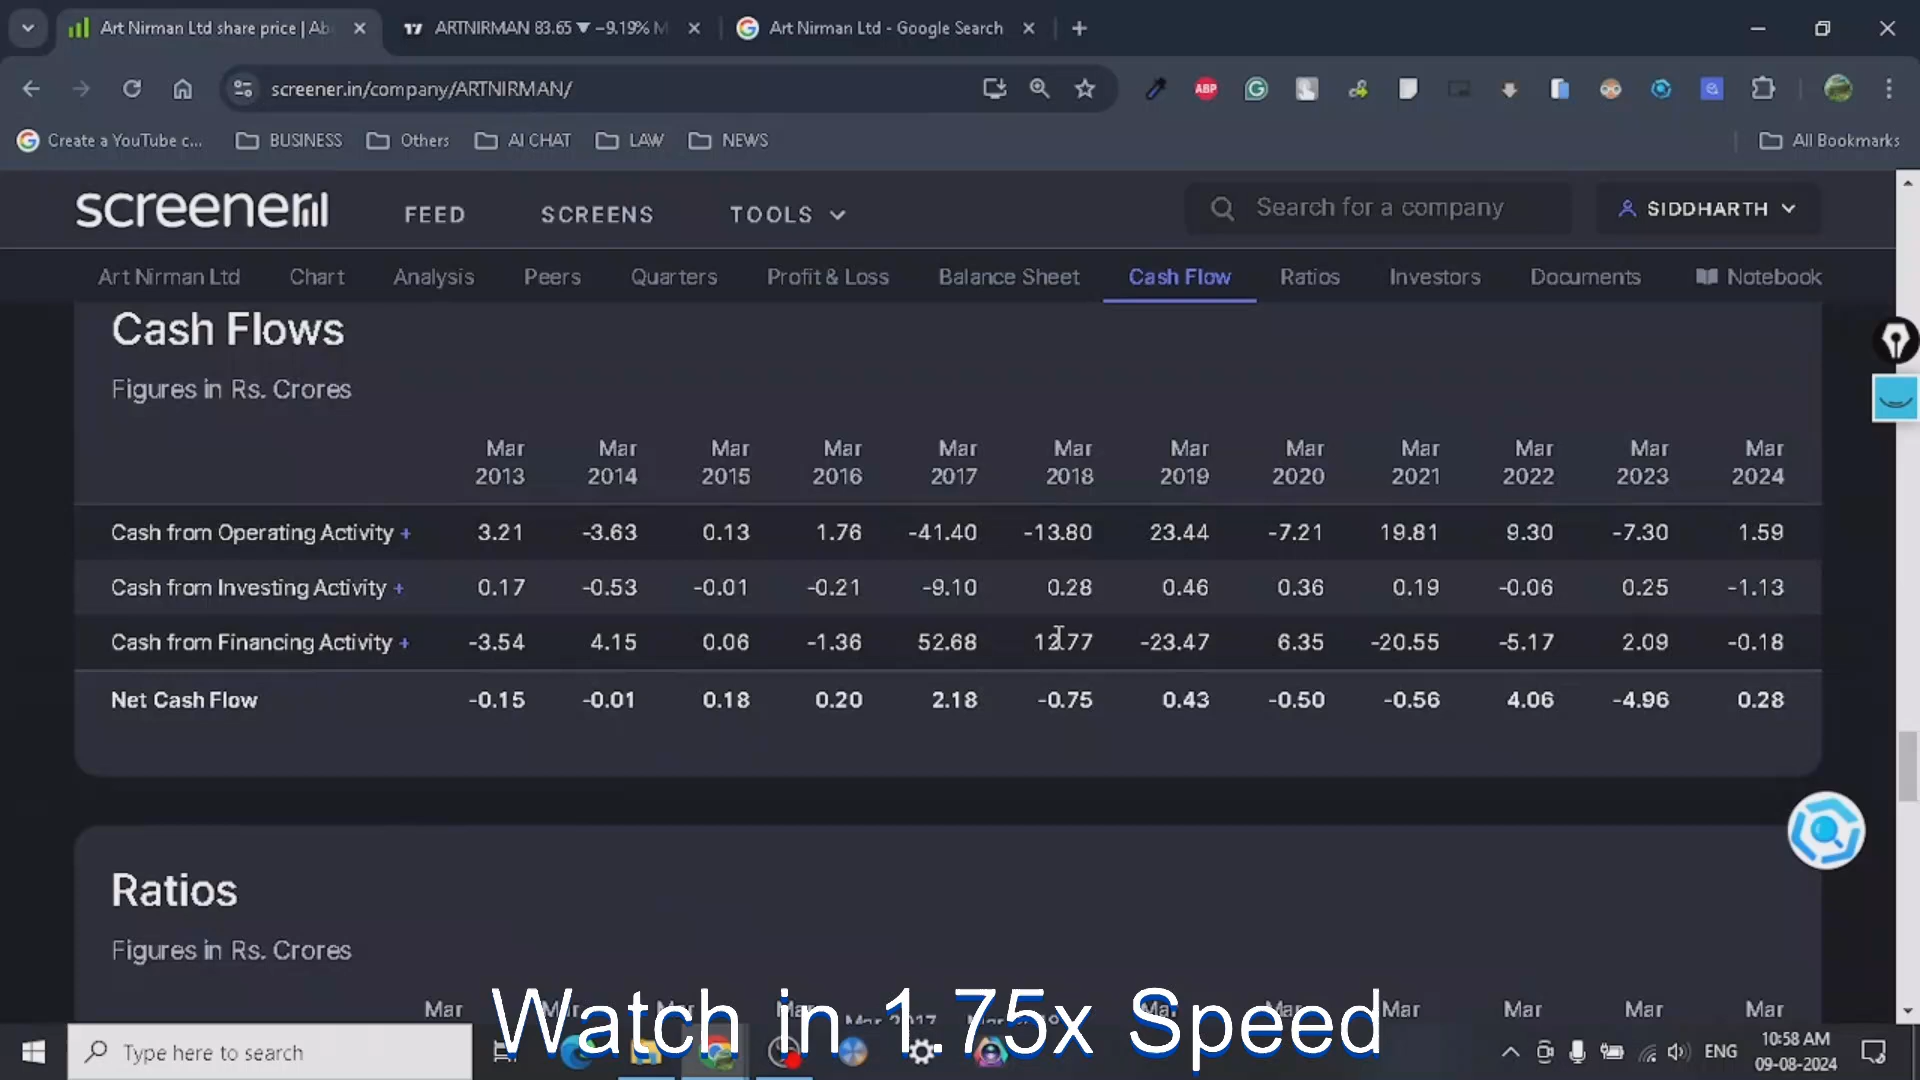 Art Nirman Ltd share price | Abo
ARTNIRMAN 83.65 ▼ −9.19% M
Art Nirman Ltd - Google Search
screener.in/company/ARTNIRMAN/
ABP
Create a YouTube c...
BUSINESS
Others
AI CHAT
LAW
NEWS
All Bookmarks
screener
FEED
SCREENS
TOOLS
Search for a company
SIDDHARTH
Art Nirman Ltd
Chart
Analysis
Peers
Quarters
Profit & Loss
Balance Sheet
Cash Flow
Ratios
Investors
Documents
Notebook
Cash Flows
Figures in Rs. Crores
Mar 2013 Mar 2014 Mar 2015 Mar 2016 Mar 2017 Mar 2018 Mar 2019 Mar 2020 Mar 2021 Mar 2022 Mar 2023 Mar 2024
Cash from Operating Activity + 3.21 -3.63 0.13 1.76 -41.40 -13.80 23.44 -7.21 19.81 9.30 -7.30 1.59
Cash from Investing Activity + 0.17 -0.53 -0.01 -0.21 -9.10 0.28 0.46 0.36 0.19 -0.06 0.25 -1.13
Cash from Financing Activity + -3.54 4.15 0.06 -1.36 52.68 12.77 -23.47 6.35 -20.55 -5.17 2.09 -0.18
Net Cash Flow -0.15 -0.01 0.18 0.20 2.18 -0.75 0.43 -0.50 -0.56 4.06 -4.96 0.28
Ratios
Figures in Rs. Crores
Mar Mar Mar Mar Mar 2017 Mar Mar Mar Mar Mar Mar
Watch in 1.75x Speed
Type here to search
ENG
10:58 AM
09-08-2024